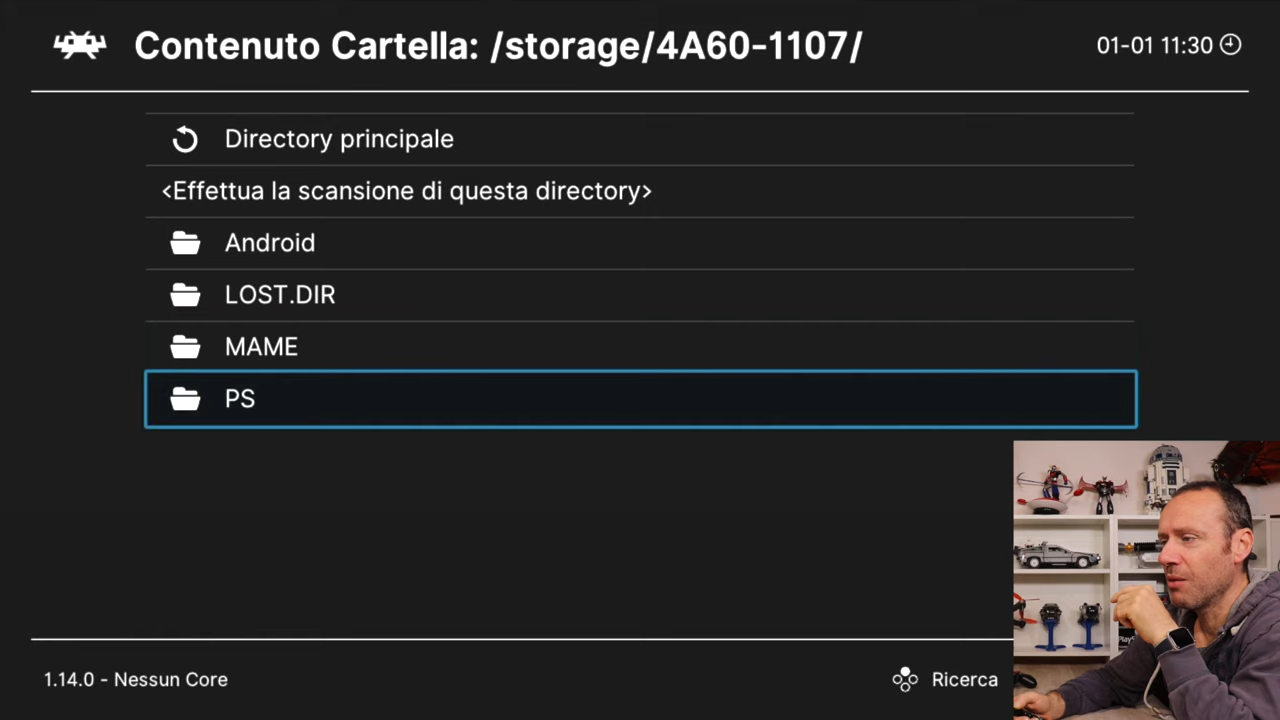 Contenuto Cartella: /storage/4A60-1107/
01-01 11:30
Directory principale
<Effettua la scansione di questa directory>
Android
LOST.DIR
MAME
PS
1.14.0 - Nessun Core
Ricerca